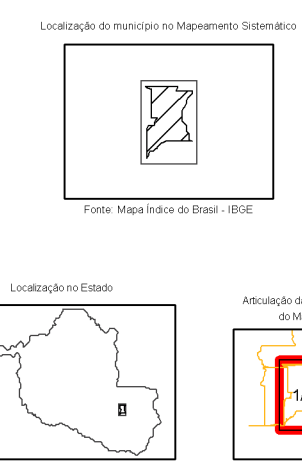 Localização do município no Mapeamento Sistemático
Fonte: Mapa Índice do Brasil - IBGE
Localização no Estado
Articulação da
do M
1/